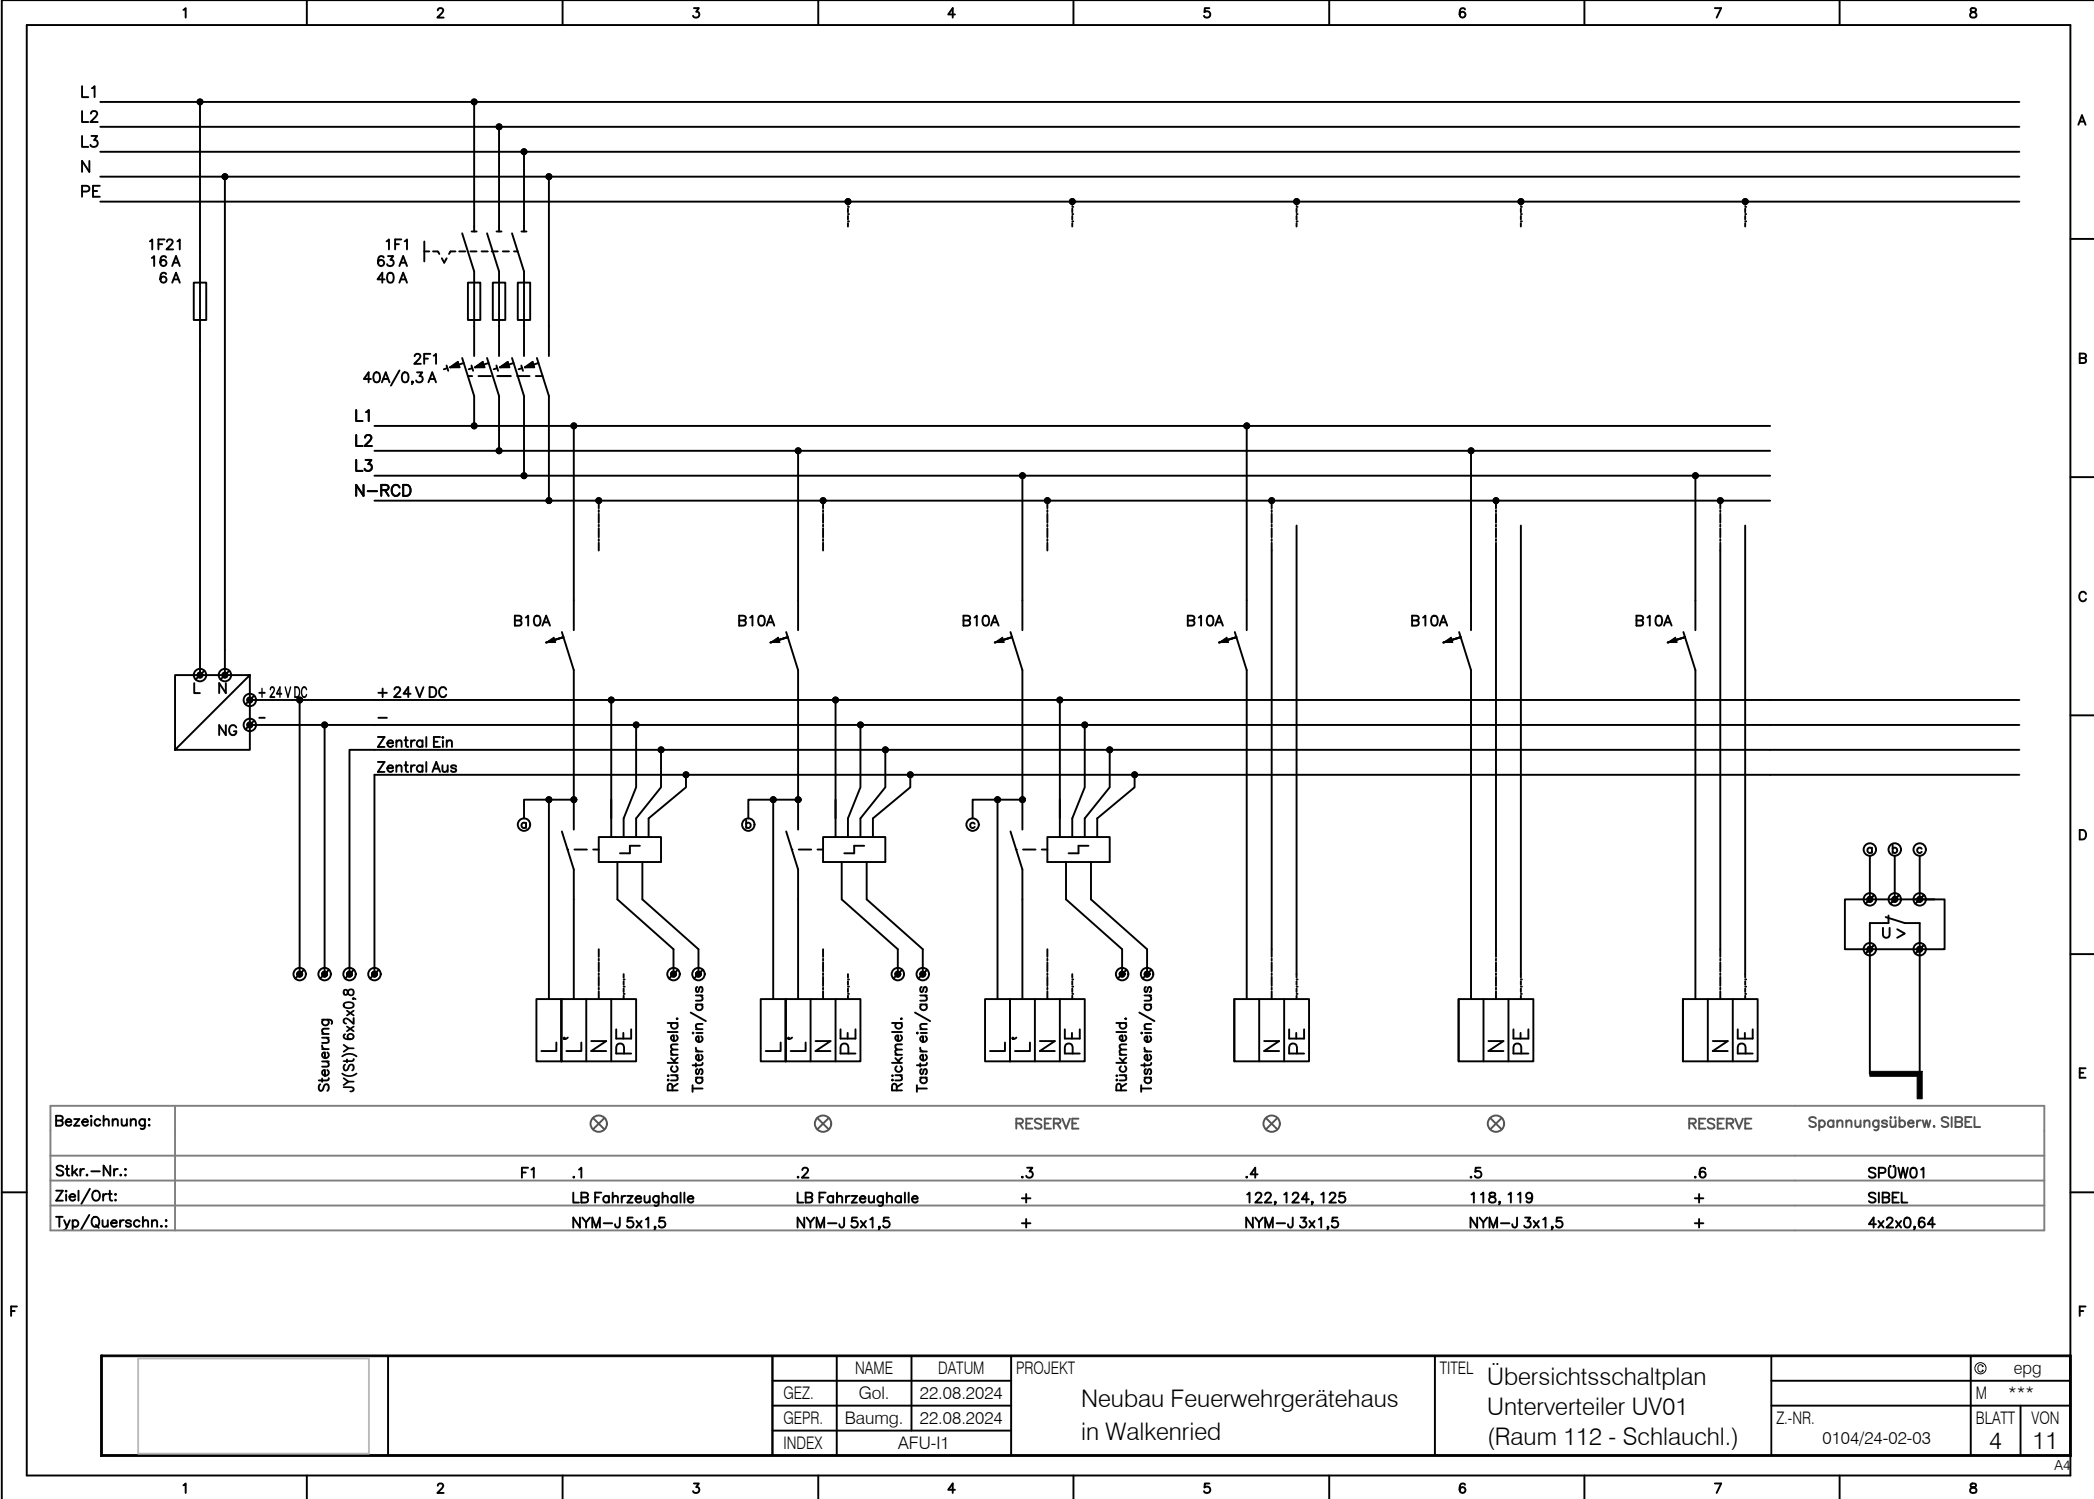 1 2 3 4 5 6 7 8
L1
L2
L3
N
PE
A
1F21
16 A
6 A
1F1
63 A
40 A
2F1
40A/0,3 A
B
L1
L2
L3
N-RCD
B10A B10A B10A B10A B10A B10A
C
L N
+ 24 V DC
+ 24 V DC
NG
-
-
Zentral Ein
Zentral Aus
a b c
D
a b c
U >
Steuerung
JY(St)Y 6x2x0,8
L L' N PE
Rückmeld.
Taster ein/aus
L L' N PE
Rückmeld.
Taster ein/aus
L L' N PE
Rückmeld.
Taster ein/aus
N PE
N PE
N PE
E
Bezeichnung: RESERVE RESERVE Spannungsüberw. SIBEL
Stkr.-Nr.: F1 .1 .2 .3 .4 .5 .6 SPÜW01
Ziel/Ort: LB Fahrzeughalle LB Fahrzeughalle + 122, 124, 125 118, 119 + SIBEL
Typ/Querschn.: NYM-J 5x1,5 NYM-J 5x1,5 + NYM-J 3x1,5 NYM-J 3x1,5 + 4x2x0,64
F F
NAME DATUM
GEZ. Gol. 22.08.2024
GEPR. Baumg. 22.08.2024
INDEX AFU-I1
PROJEKT
Neubau Feuerwehrgerätehaus
in Walkenried
TITEL Übersichtsschaltplan
Unterverteiler UV01
(Raum 112 - Schlauchl.)
Z.-NR.
0104/24-02-03
© epg
M ***
BLATT VON
4 11
A4
1 2 3 4 5 6 7 8